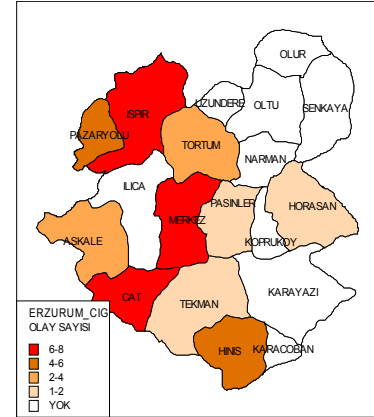 OLUR
UZUNDERE
OLTU
SENKAYA
ISPIR
PAZARYOLU
TORTUM
NARMAN
ILICA
PASINLER
HORASAN
MERKEZ
ASKALE
KOPRUKOY
KARAYAZI
CAT
TEKMAN
HINIS
KARACOBAN
ERZURUM_CIG
OLAY SAYISI
6-8
4-6
2-4
1-2
YOK